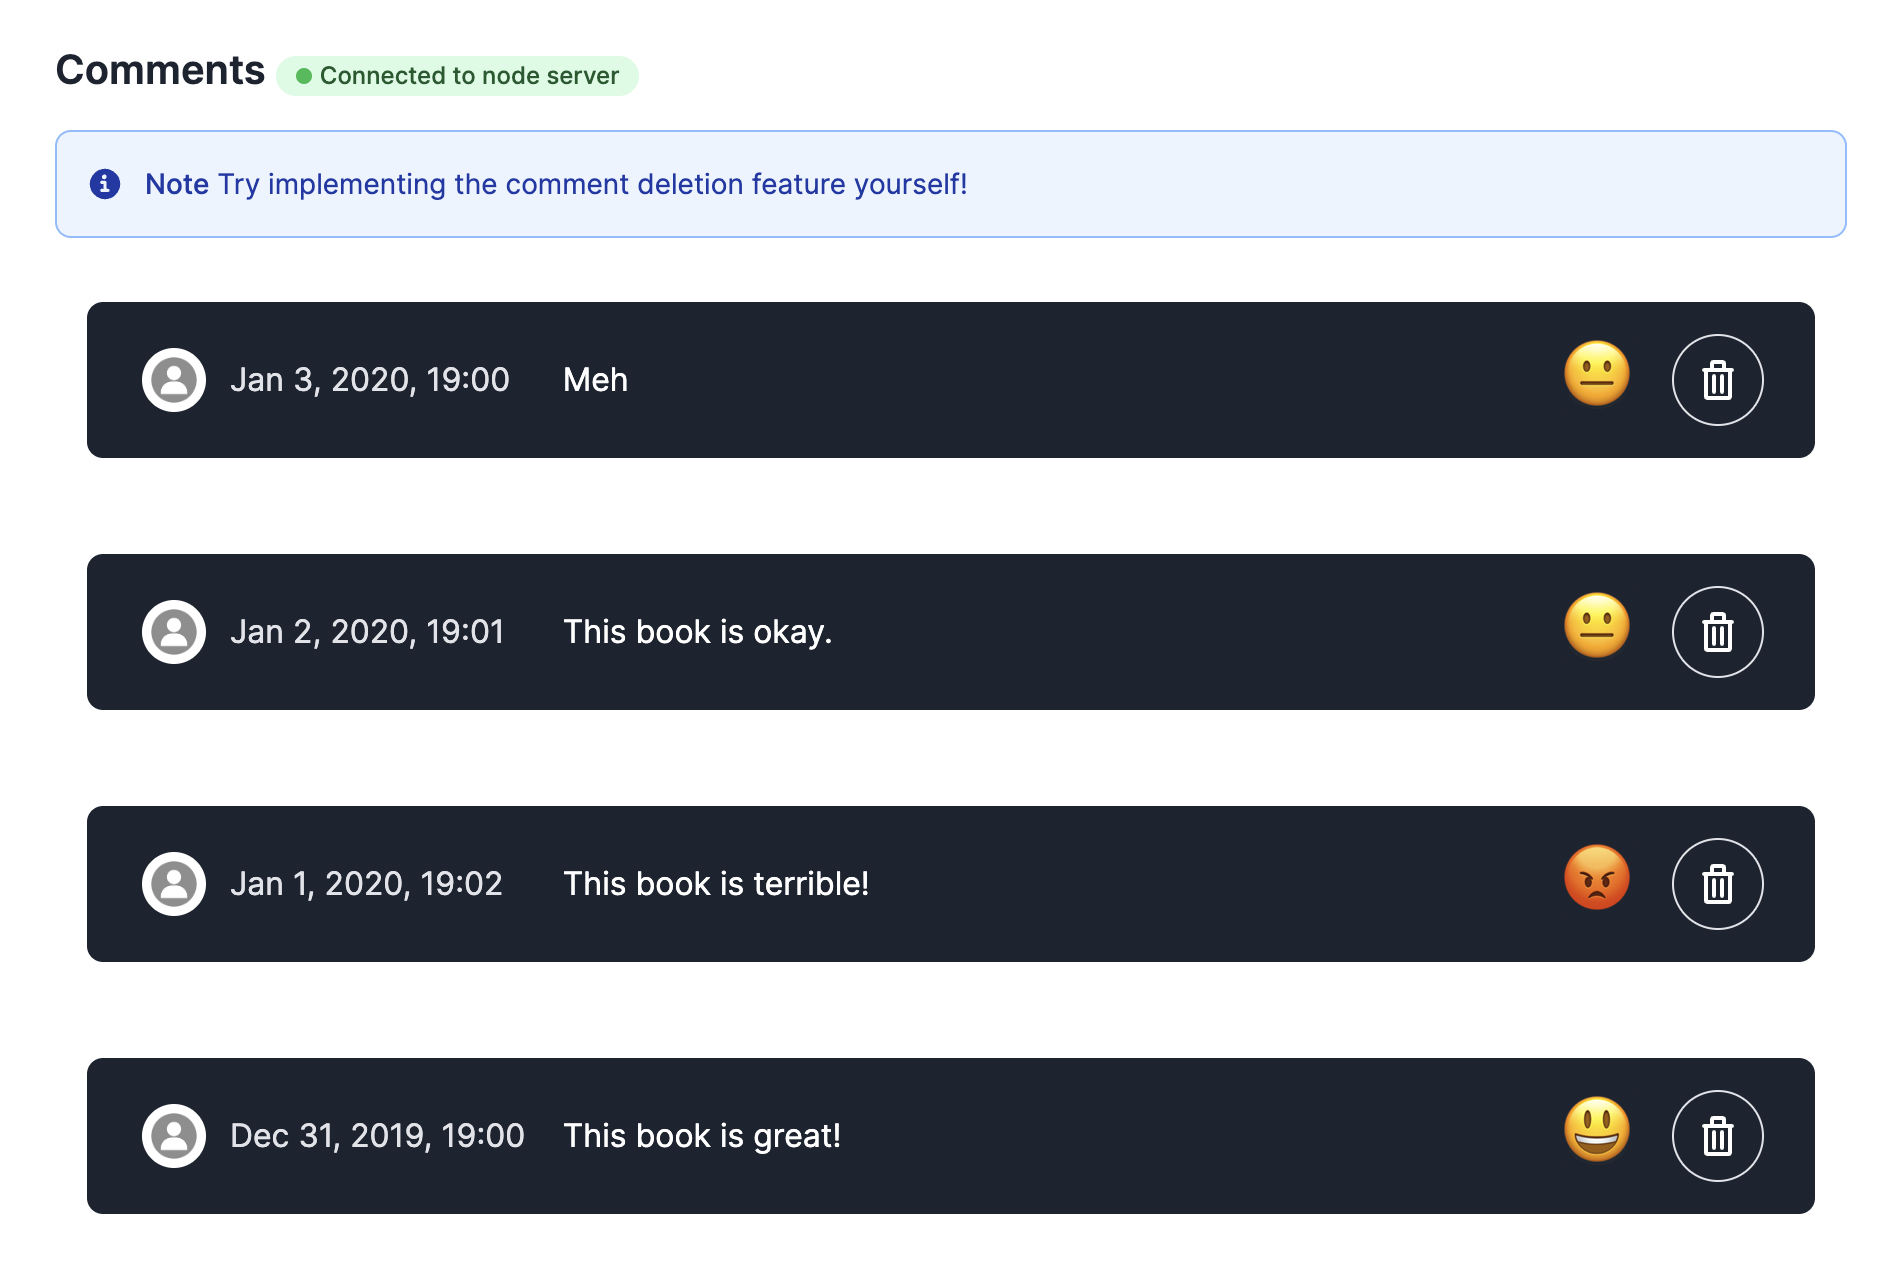 Comments Connected to node server
Note Try implementing the comment deletion feature yourself!
Jan 3, 2020, 19:00 Meh
Jan 2, 2020, 19:01 This book is okay.
Jan 1, 2020, 19:02 This book is terrible!
Dec 31, 2019, 19:00 This book is great!